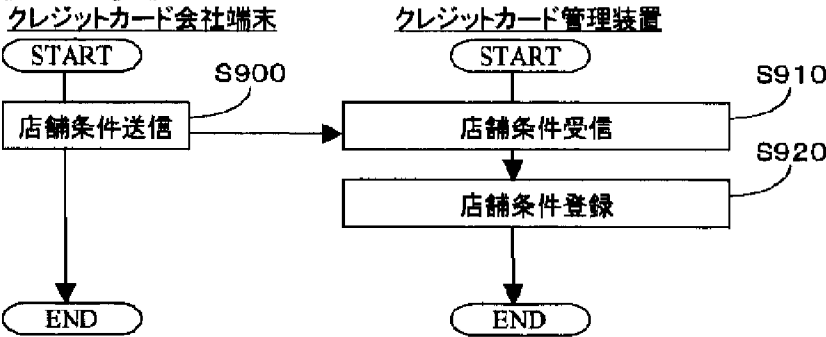 クレジットカード会社端末
クレジットカード管理装置
START
START
S900
S910
店舗条件送信
店舗条件受信
S920
店舗条件登録
END
END